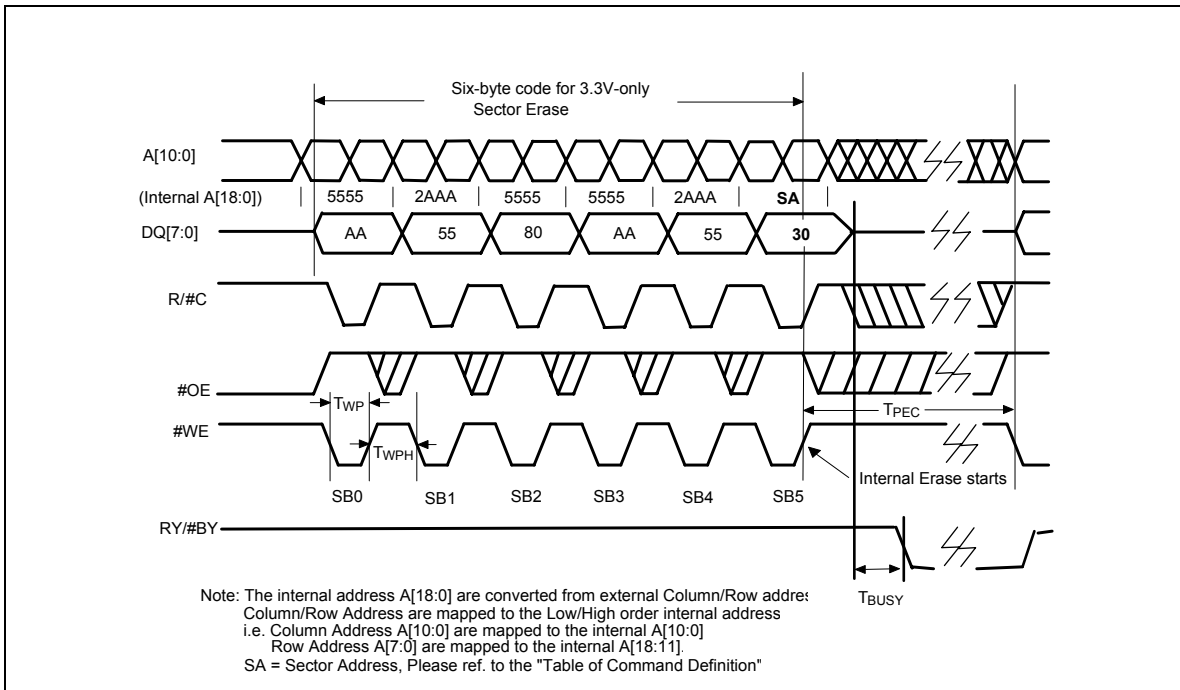 Six-byte code for 3.3V-only
Sector Erase
A[10:0]
(Internal A[18:0])
5555 2AAA 5555 5555 2AAA SA
DQ[7:0]
AA 55 80 AA 55 30
R/#C
#OE
TWP
TPEC
#WE
TWPH
Internal Erase starts
SB0 SB1 SB2 SB3 SB4 SB5
RY/#BY
TBUSY
Note: The internal address A[18:0] are converted from external Column/Row addres
Column/Row Address are mapped to the Low/High order internal address
i.e. Column Address A[10:0] are mapped to the internal A[10:0]
Row Address A[7:0] are mapped to the internal A[18:11].
SA = Sector Address, Please ref. to the "Table of Command Definition"